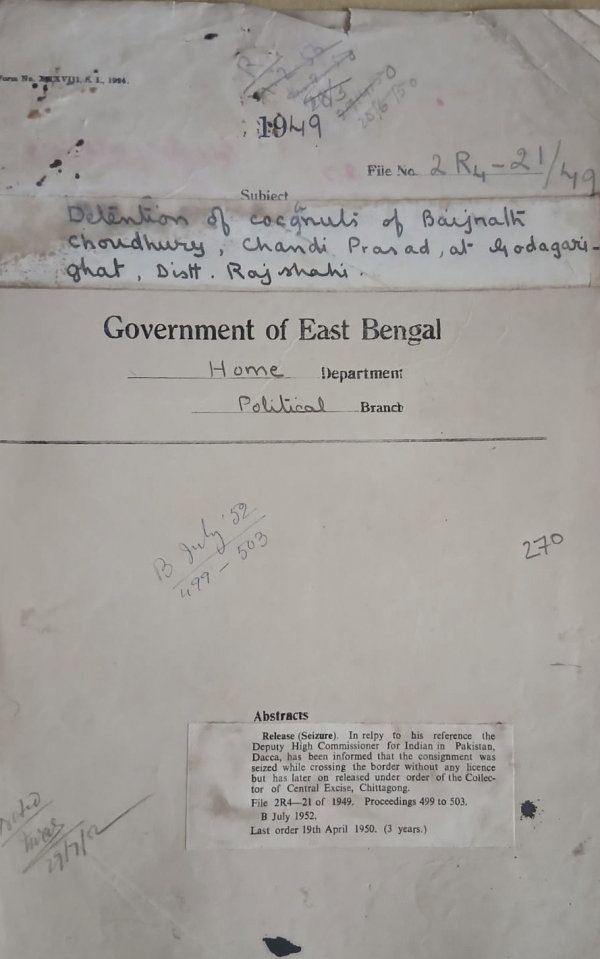 Form No. XXXVIII, S. I., 1904.
1949
File No. 2 R4 – 21/49
Subject
Detention of cocoanuts of Baijnath
Choudhury, Chandi Prasad, at Godagari-
ghat, Distt. Rajshahi.
Government of East Bengal
Home Department
Political Branch
B July '52
499 – 503
270
Abstracts
Release (Seizure). In relpy to his reference the
Deputy High Commissioner for Indian in Pakistan,
Dacca, has been informed that the consignment was
seized while crossing the border without any licence
but has later on released under order of the Collec-
tor of Central Excise, Chittagong.
File 2R4—21 of 1949. Proceedings 499 to 503.
B July 1952.
Last order 19th April 1950. (3 years.)